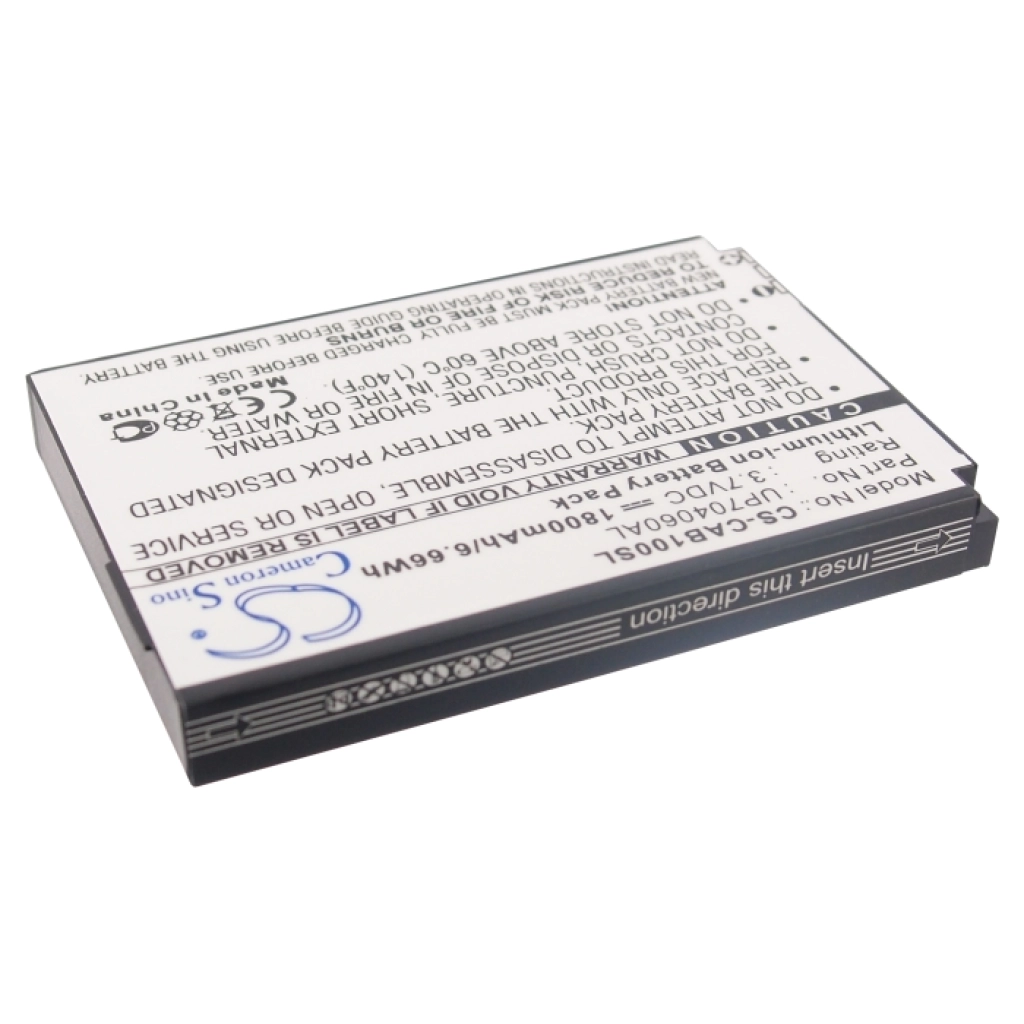 CS
Cameron
Sino
®
Model No.: CS-CAB100SL
Part No. : UP704060AL
Rating : 3.7VDC ⎓ 1800mAh/6.66Wh
Lithium-Ion Battery Pack
CAUTION WARRANTY VOID IF LABEL IS REMOVED
• DO NOT ATTEMPT TO DISASSEMBLE, OPEN OR SERVICE
THE BATTERY PACK.
• REPLACE ONLY WITH THE BATTERY PACK DESIGNATED
FOR THIS PRODUCT.
• DO NOT CRUSH, PUNCTURE, SHORT EXTERNAL
CONTACTS OR DISPOSE OF IN FIRE OR WATER.
• DO NOT STORE ABOVE 60°C (140°F).
ATTENTION!
NEW BATTERY PACK MUST BE FULLY CHARGED BEFORE USE.
TO REDUCE RISK OF FIRE OR BURNS
READ INSTRUCTIONS IN OPERATING GUIDE BEFORE USING THE BATTERY.
CE
Made in China
Insert this direction